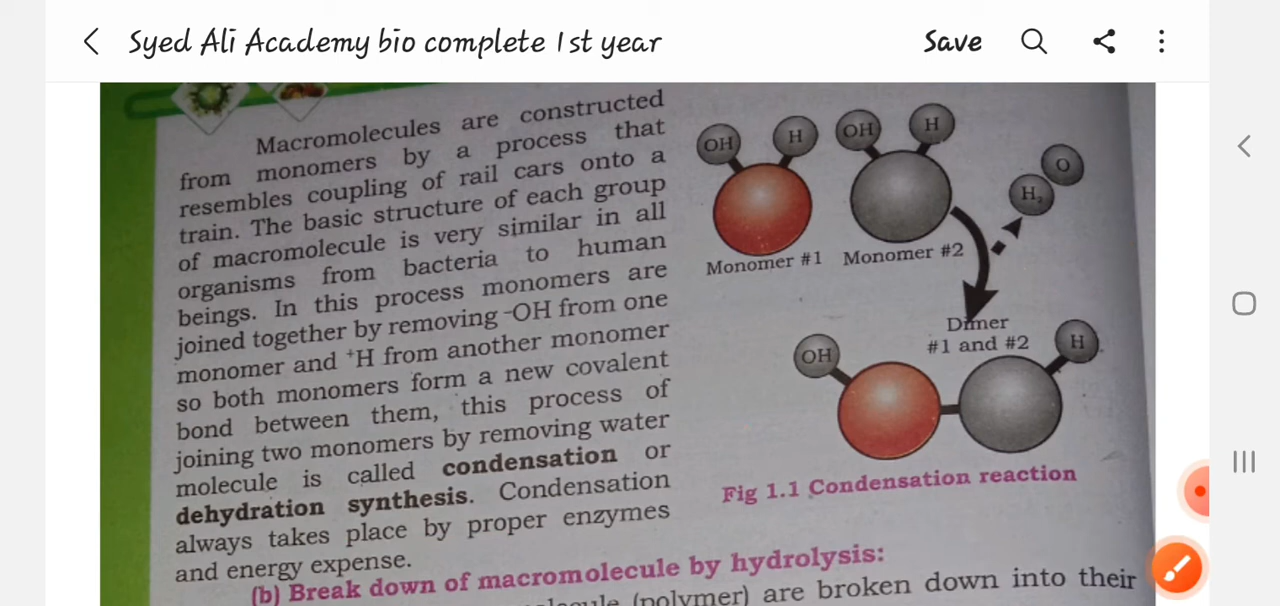 Syed Ali Academy bio complete 1st year
Save
Macromolecules are constructed
from monomers by a process that
resembles coupling of rail cars onto a
train. The basic structure of each group
of macromolecule is very similar in all
organisms from bacteria to human
beings. In this process monomers are
joined together by removing -OH from one
monomer and ⁺H from another monomer
so both monomers form a new covalent
bond between them, this process of
joining two monomers by removing water
molecule is called condensation or
dehydration synthesis. Condensation
always takes place by proper enzymes
and energy expense.
OH
H
OH
H
H₂
O
Monomer #1
Monomer #2
Dimer
#1 and #2
OH
H
Fig 1.1 Condensation reaction
(b) Break down of macromolecule by hydrolysis:
(polymer) are broken down into their